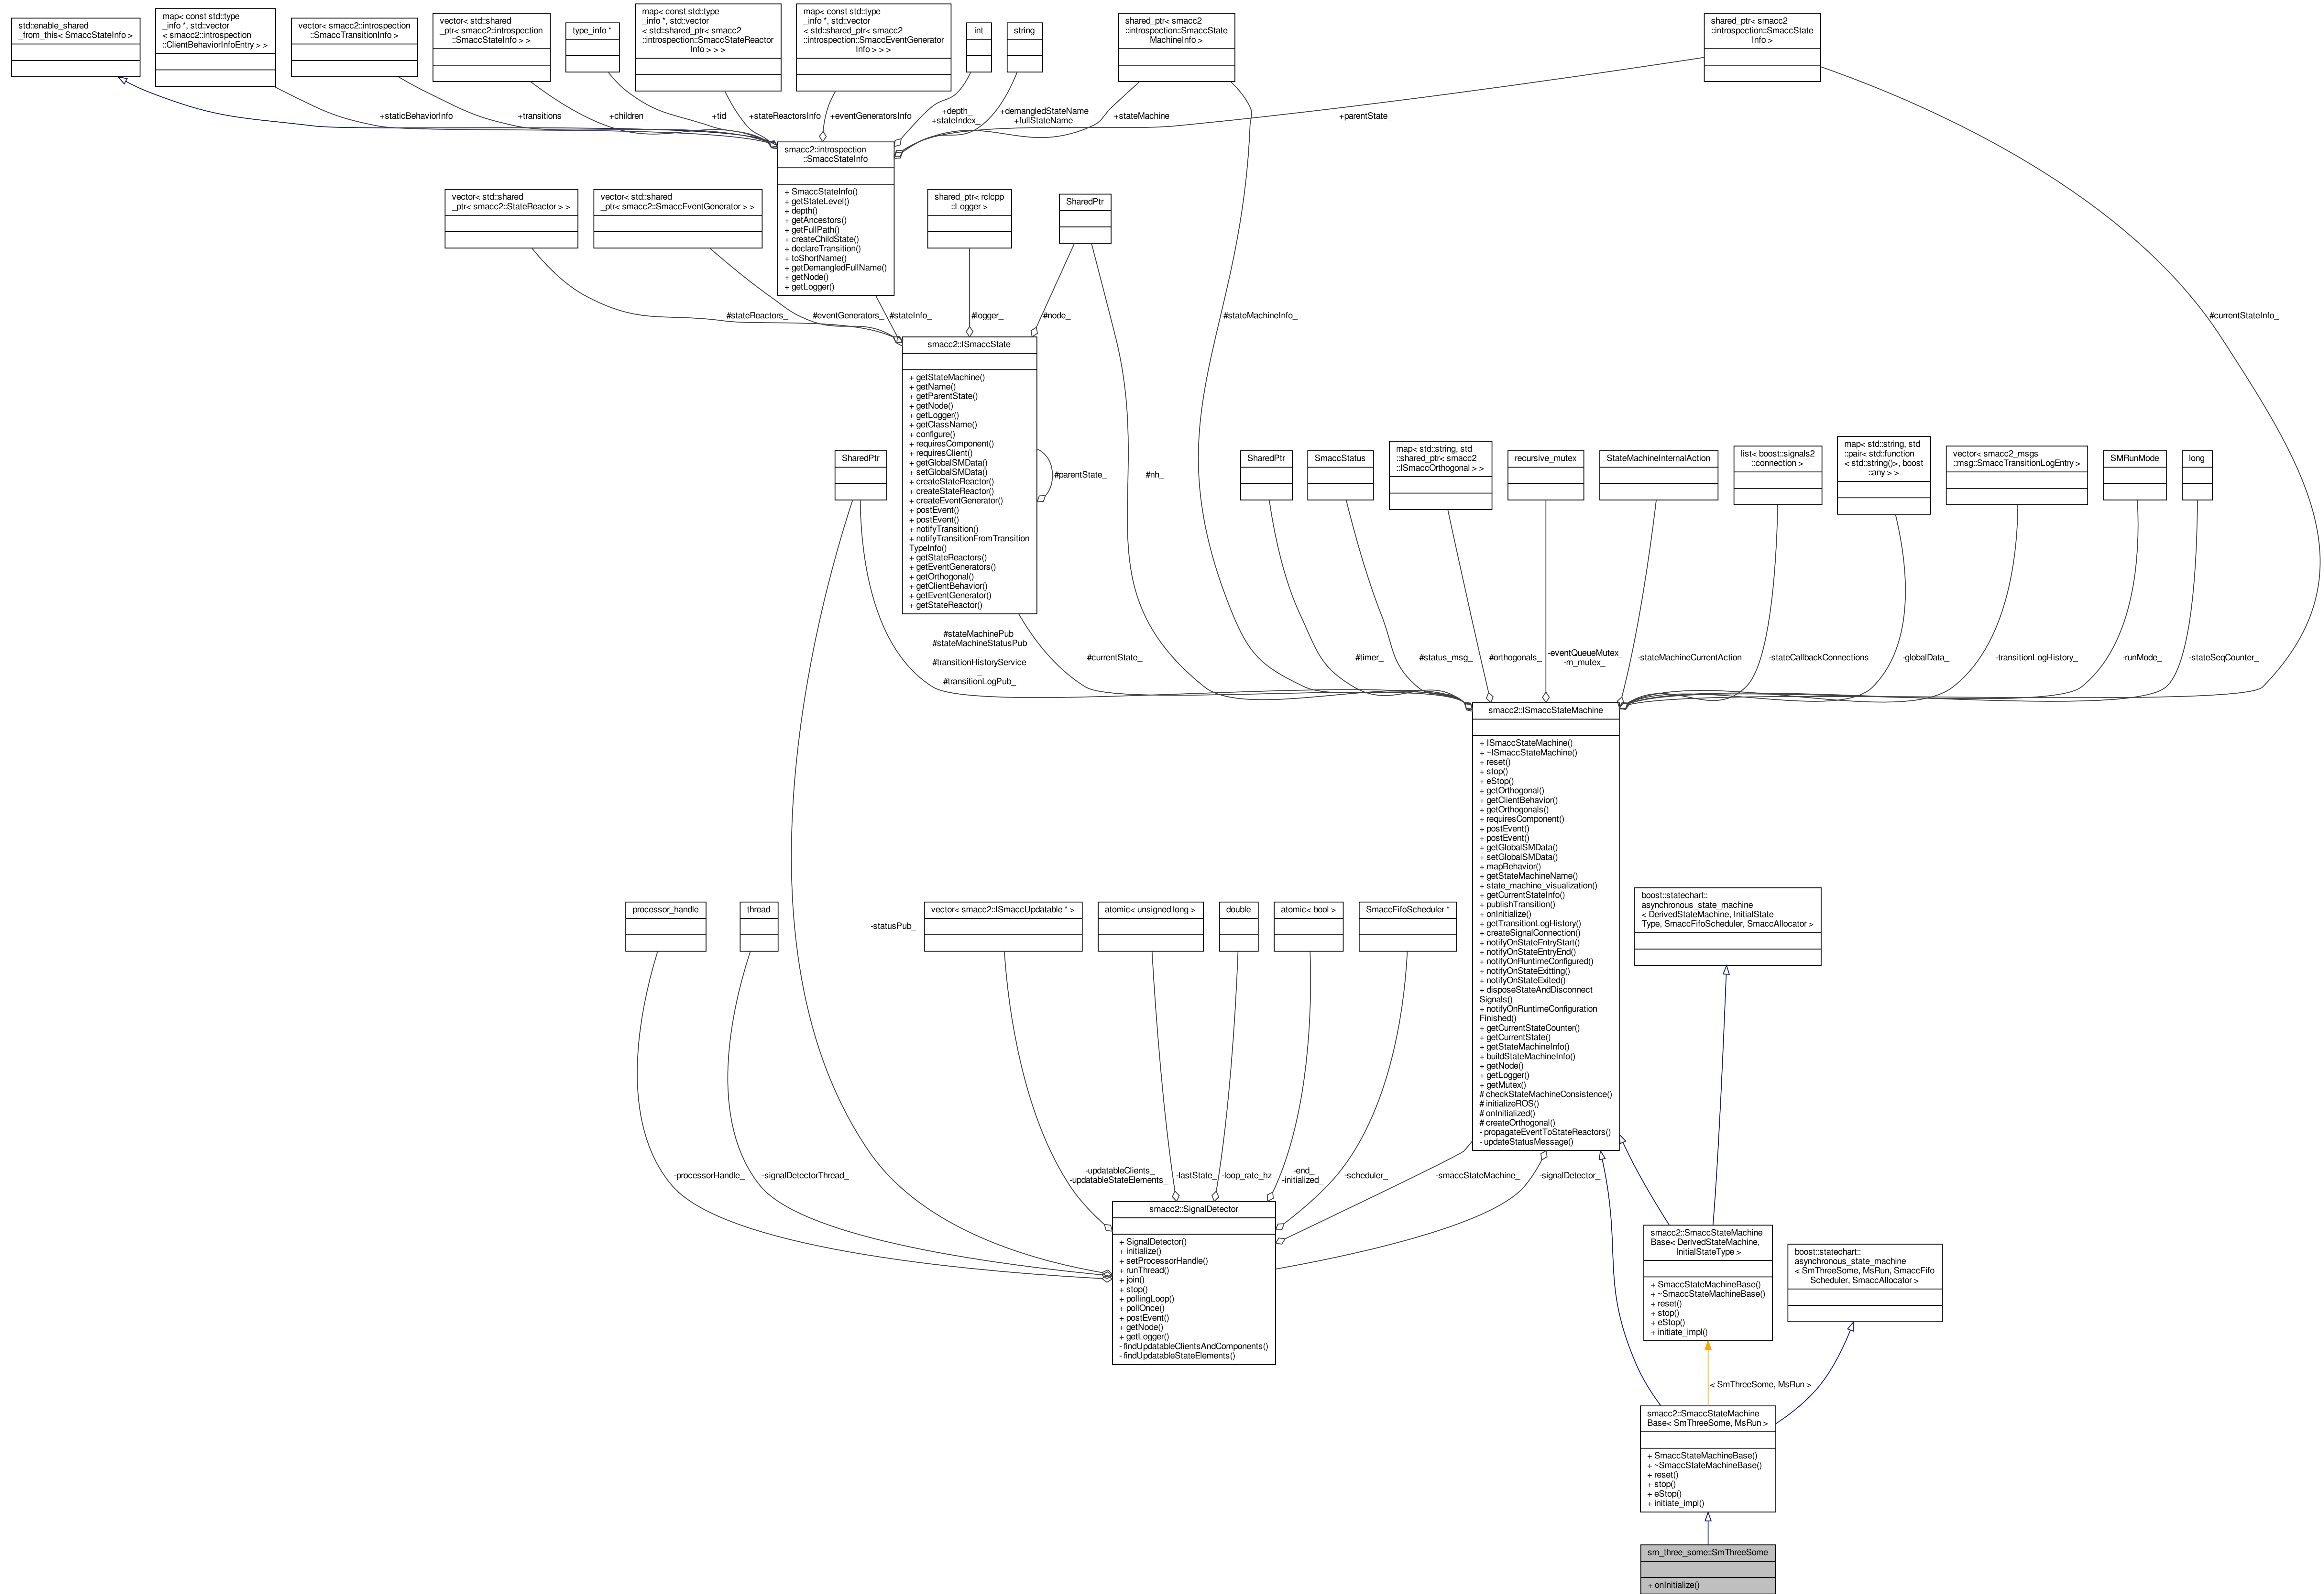 std::enable_shared
_from_this< SmaccStateInfo >
map< const std::type
_info *, std::vector
< smacc2::introspection
::ClientBehaviorInfoEntry > >
vector< smacc2::introspection
::SmaccTransitionInfo >
vector< std::shared
_ptr< smacc2::introspection
::SmaccStateInfo > >
type_info *
map< const std::type
_info *, std::vector
< std::shared_ptr< smacc2
::introspection::SmaccStateReactor
Info > > >
map< const std::type
_info *, std::vector
< std::shared_ptr< smacc2
::introspection::SmaccEventGenerator
Info > > >
int
string
shared_ptr< smacc2
::introspection::SmaccState
MachineInfo >
shared_ptr< smacc2
::introspection::SmaccState
Info >
+staticBehaviorInfo
+transitions_
+children_
+tid_
+stateReactorsInfo
+eventGeneratorsInfo
+depth_
+stateIndex_
+demangledStateName
+fullStateName
+stateMachine_
+parentState_
smacc2::introspection
::SmaccStateInfo
+ SmaccStateInfo()
+ getStateLevel()
+ depth()
+ getAncestors()
+ getFullPath()
+ createChildState()
+ declareTransition()
+ toShortName()
+ getDemangledFullName()
+ getNode()
+ getLogger()
vector< std::shared
_ptr< smacc2::StateReactor > >
vector< std::shared
_ptr< smacc2::SmaccEventGenerator > >
shared_ptr< rclcpp
::Logger >
SharedPtr
#stateReactors_
#eventGenerators_
#stateInfo_
#logger_
#node_
#stateMachineInfo_
#currentStateInfo_
smacc2::ISmaccState
+ getStateMachine()
+ getName()
+ getParentState()
+ getNode()
+ getLogger()
+ getClassName()
+ configure()
+ requiresComponent()
+ requiresClient()
+ getGlobalSMData()
+ setGlobalSMData()
+ createStateReactor()
+ createStateReactor()
+ createEventGenerator()
+ postEvent()
+ postEvent()
+ notifyTransition()
+ notifyTransitionFromTransition
TypeInfo()
+ getStateReactors()
+ getEventGenerators()
+ getOrthogonal()
+ getClientBehavior()
+ getEventGenerator()
+ getStateReactor()
#parentState_
#nh_
SharedPtr
SharedPtr
SmaccStatus
map< std::string, std
::shared_ptr< smacc2
::ISmaccOrthogonal > >
recursive_mutex
StateMachineInternalAction
list< boost::signals2
::connection >
map< std::string, std
::pair< std::function
< std::string()>, boost
::any > >
vector< smacc2_msgs
::msg::SmaccTransitionLogEntry >
SMRunMode
long
#stateMachinePub_
#stateMachineStatusPub
_
#transitionHistoryService
_
#transitionLogPub_
#currentState_
#timer_
#status_msg_
#orthogonals_
-eventQueueMutex_
-m_mutex_
-stateMachineCurrentAction
-stateCallbackConnections
-globalData_
-transitionLogHistory_
-runMode_
-stateSeqCounter_
smacc2::ISmaccStateMachine
+ ISmaccStateMachine()
+ ~ISmaccStateMachine()
+ reset()
+ stop()
+ eStop()
+ getOrthogonal()
+ getClientBehavior()
+ getOrthogonals()
+ requiresComponent()
+ postEvent()
+ postEvent()
+ getGlobalSMData()
+ setGlobalSMData()
+ mapBehavior()
+ getStateMachineName()
+ state_machine_visualization()
+ getCurrentStateInfo()
+ publishTransition()
+ onInitialize()
+ getTransitionLogHistory()
+ createSignalConnection()
+ notifyOnStateEntryStart()
+ notifyOnStateEntryEnd()
+ notifyOnRuntimeConfigured()
+ notifyOnStateExitting()
+ notifyOnStateExited()
+ disposeStateAndDisconnect
Signals()
+ notifyOnRuntimeConfiguration
Finished()
+ getCurrentStateCounter()
+ getCurrentState()
+ getStateMachineInfo()
+ buildStateMachineInfo()
+ getNode()
+ getLogger()
+ getMutex()
# checkStateMachineConsistence()
# initializeROS()
# onInitialized()
# createOrthogonal()
- propagateEventToStateReactors()
- updateStatusMessage()
boost::statechart::
asynchronous_state_machine
< DerivedStateMachine, InitialState
Type, SmaccFifoScheduler, SmaccAllocator >
processor_handle
thread
-statusPub_
vector< smacc2::ISmaccUpdatable * >
atomic< unsigned long >
double
atomic< bool >
SmaccFifoScheduler *
-processorHandle_
-signalDetectorThread_
-updatableClients_
-updatableStateElements_
-lastState_
-loop_rate_hz
-end_
-initialized_
-scheduler_
-smaccStateMachine_
-signalDetector_
smacc2::SignalDetector
+ SignalDetector()
+ initialize()
+ setProcessorHandle()
+ runThread()
+ join()
+ stop()
+ pollingLoop()
+ pollOnce()
+ postEvent()
+ getNode()
+ getLogger()
- findUpdatableClientsAndComponents()
- findUpdatableStateElements()
smacc2::SmaccStateMachine
Base< DerivedStateMachine,
InitialStateType >
+ SmaccStateMachineBase()
+ ~SmaccStateMachineBase()
+ reset()
+ stop()
+ eStop()
+ initiate_impl()
boost::statechart::
asynchronous_state_machine
< SmThreeSome, MsRun, SmaccFifo
Scheduler, SmaccAllocator >
< SmThreeSome, MsRun >
smacc2::SmaccStateMachine
Base< SmThreeSome, MsRun >
+ SmaccStateMachineBase()
+ ~SmaccStateMachineBase()
+ reset()
+ stop()
+ eStop()
+ initiate_impl()
sm_three_some::SmThreeSome
+ onInitialize()